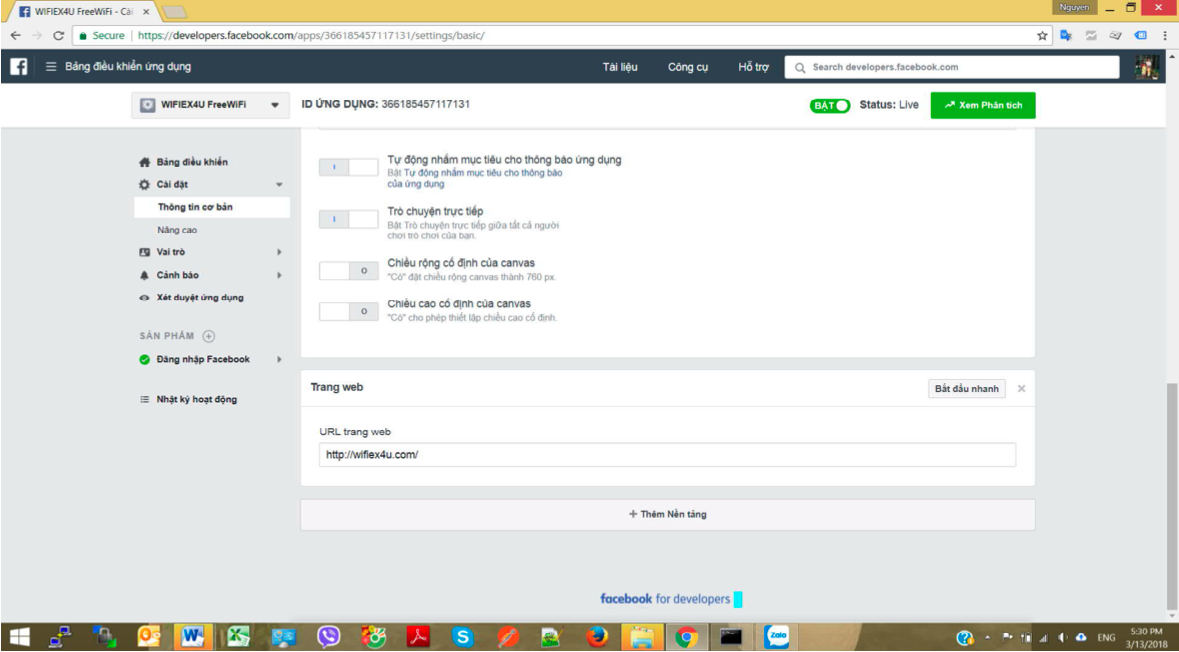 WIFIEX4U FreeWiFi - Cài
Nguyen
Secure
https://developers.facebook.com/apps/366185457117131/settings/basic/
Bảng điều khiển ứng dụng
Tài liệu
Công cụ
Hỗ trợ
Search developers.facebook.com
WIFIEX4U FreeWiFi
ID ỨNG DỤNG: 366185457117131
BẬT
Status: Live
Xem Phân tích
Bảng điều khiển
Cài đặt
Thông tin cơ bản
Nâng cao
Vai trò
Cảnh báo
Xét duyệt ứng dụng
SẢN PHẨM
Đăng nhập Facebook
Nhật ký hoạt động
Tự động nhắm mục tiêu cho thông báo ứng dụng
Bật Tự động nhắm mục tiêu cho thông báo
của ứng dụng
Trò chuyện trực tiếp
Bật Trò chuyện trực tiếp giữa tất cả người
chơi trò chơi của bạn.
Chiều rộng cố định của canvas
"Có" đặt chiều rộng canvas thành 760 px.
Chiều cao cố định của canvas
"Có" cho phép thiết lập chiều cao cố định.
Trang web
Bắt đầu nhanh
URL trang web
http://wifiex4u.com/
+ Thêm Nền tảng
facebook for developers
Zalo
ENG
5:30 PM
3/13/2018